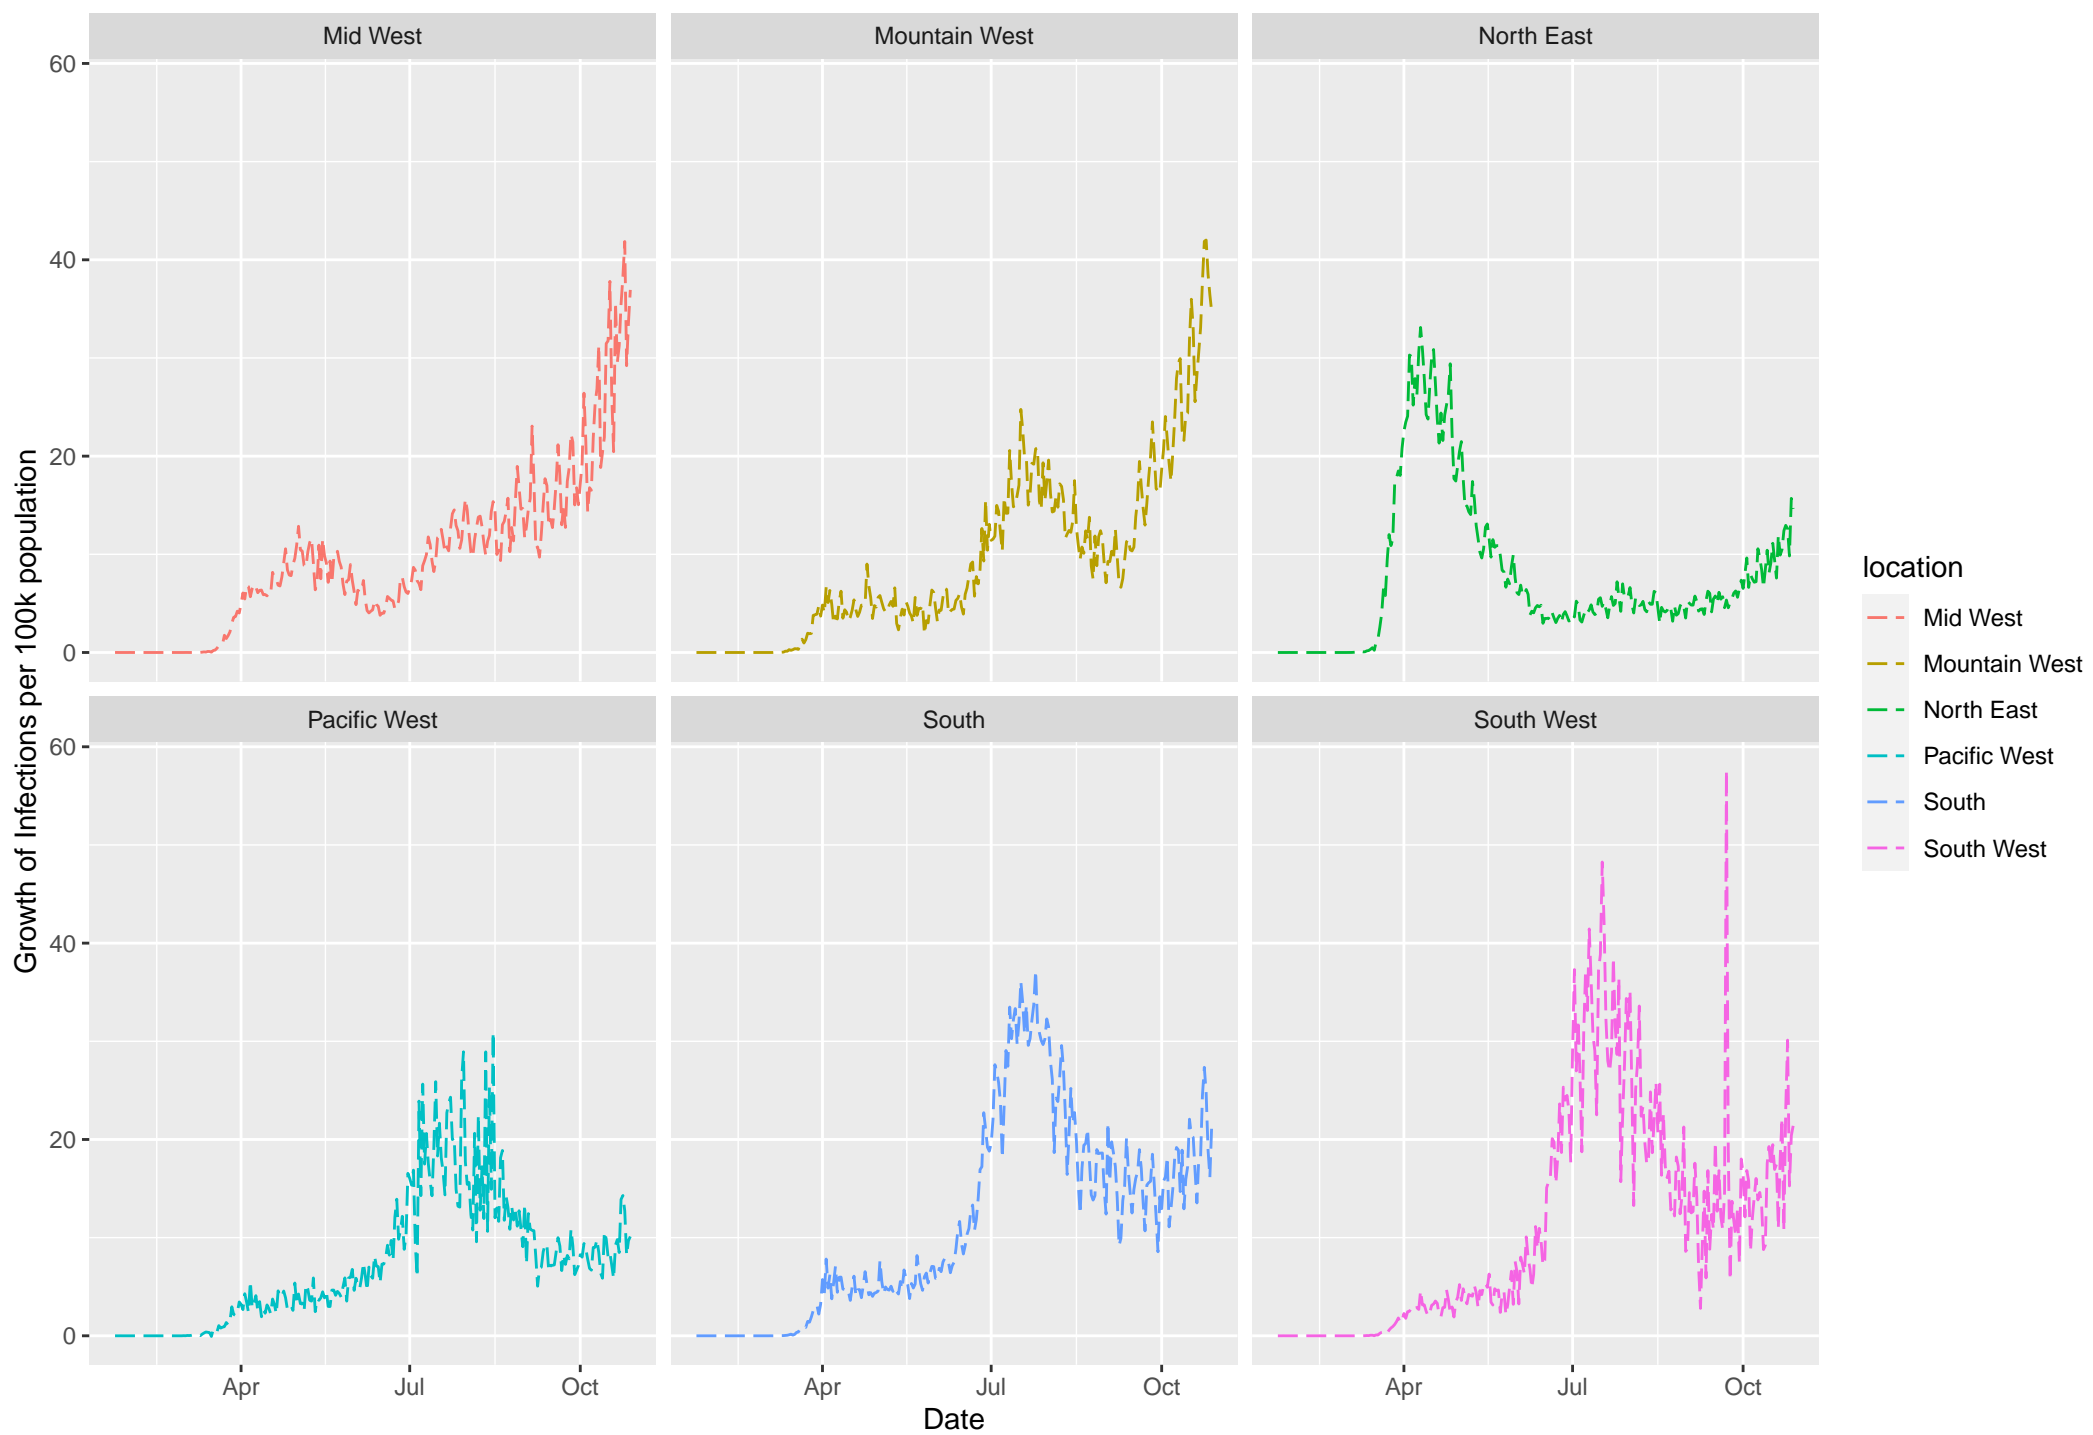 Mid West
Mountain West
North East
60
40
20
0
Pacific West
South
South West
60
40
20
0
Apr
Jul
Oct
Apr
Jul
Oct
Apr
Jul
Oct
Date
Growth of Infections per 100k population
location
Mid West
Mountain West
North East
Pacific West
South
South West